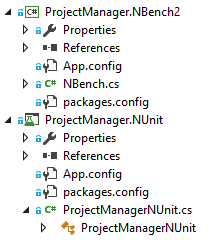 C# ProjectManager.NBench2
Properties
References
App.config
C# NBench.cs
packages.config
ProjectManager.NUnit
Properties
References
App.config
packages.config
C# ProjectManagerNUnit.cs
ProjectManagerNUnit